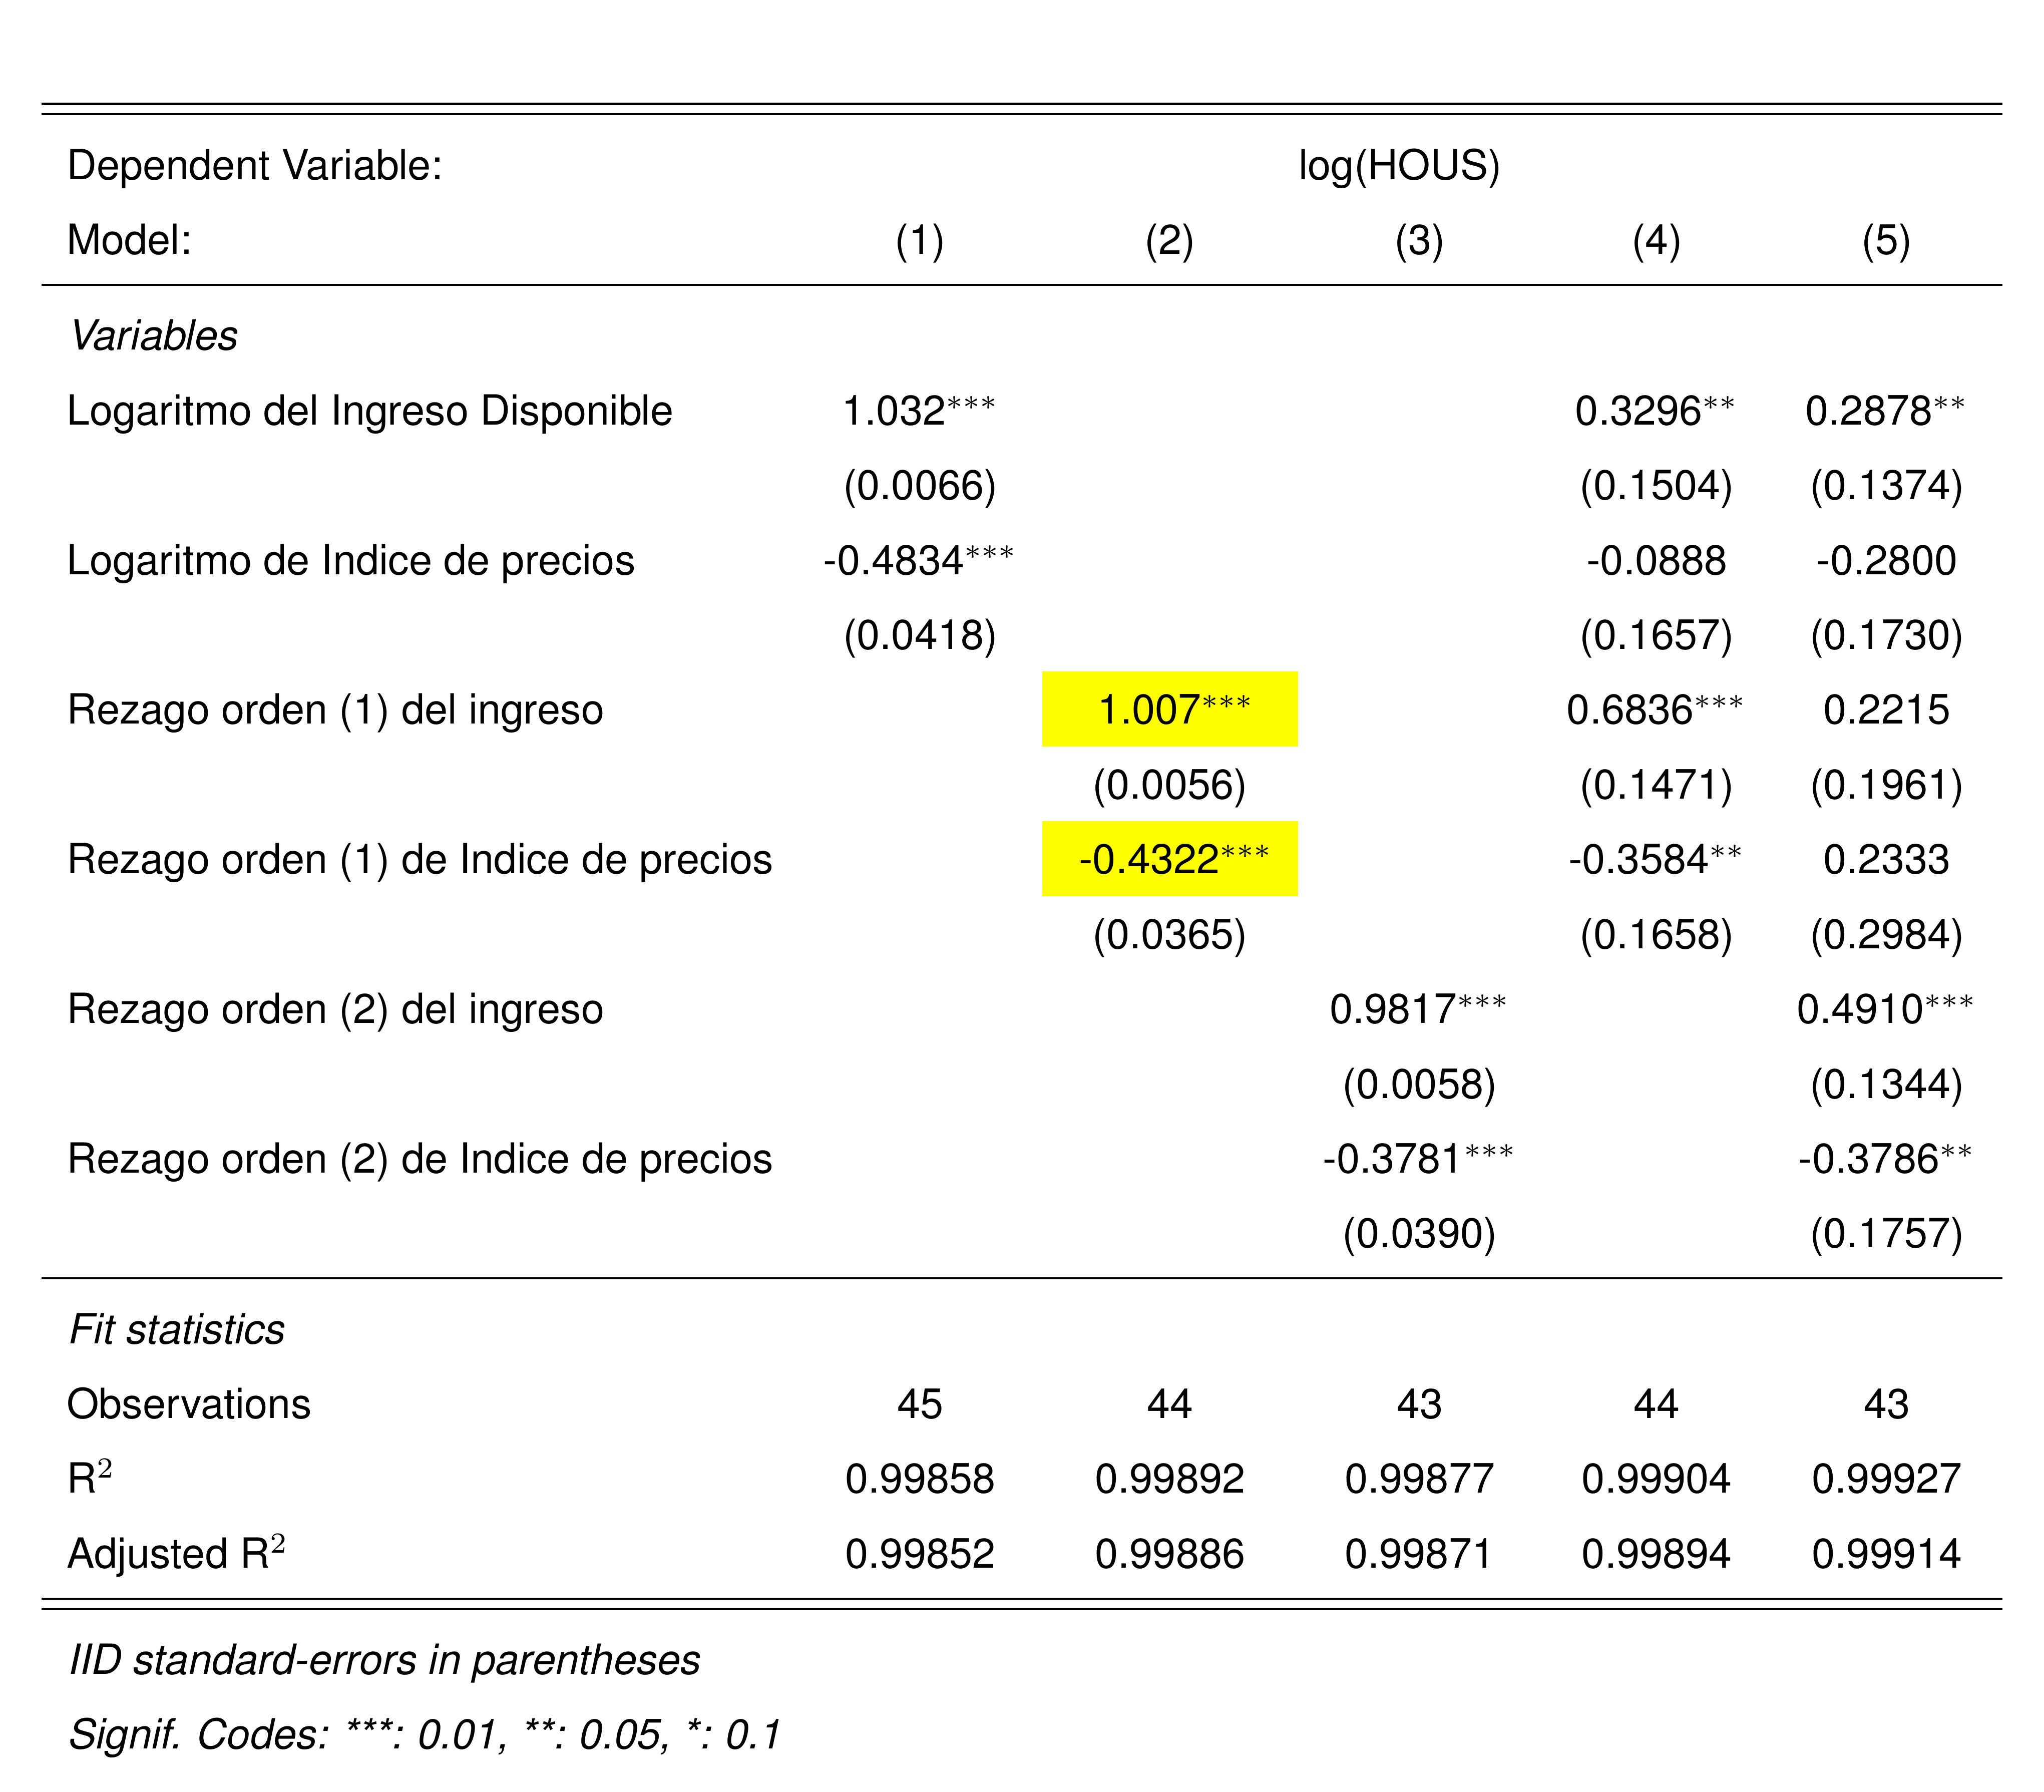 Dependent Variable: log(HOUS)
Model: (1) (2) (3) (4) (5)
Variables
Logaritmo del Ingreso Disponible 1.032*** 0.3296** 0.2878**
(0.0066) (0.1504) (0.1374)
Logaritmo de Indice de precios -0.4834*** -0.0888 -0.2800
(0.0418) (0.1657) (0.1730)
Rezago orden (1) del ingreso 1.007*** 0.6836*** 0.2215
(0.0056) (0.1471) (0.1961)
Rezago orden (1) de Indice de precios -0.4322*** -0.3584** 0.2333
(0.0365) (0.1658) (0.2984)
Rezago orden (2) del ingreso 0.9817*** 0.4910***
(0.0058) (0.1344)
Rezago orden (2) de Indice de precios -0.3781*** -0.3786**
(0.0390) (0.1757)
Fit statistics
Observations 45 44 43 44 43
R² 0.99858 0.99892 0.99877 0.99904 0.99927
Adjusted R² 0.99852 0.99886 0.99871 0.99894 0.99914
IID standard-errors in parentheses
Signif. Codes: ***: 0.01, **: 0.05, *: 0.1